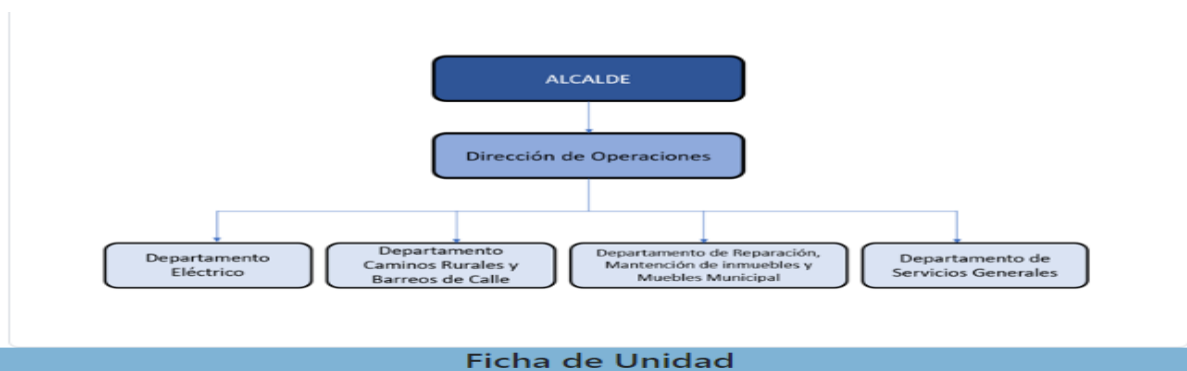 ALCALDE
Dirección de Operaciones
Departamento
Eléctrico
Departamento
Caminos Rurales y
Barreos de Calle
Departamento de Reparación,
Mantención de inmuebles y
Muebles Municipal
Departamento de
Servicios Generales
Ficha de Unidad